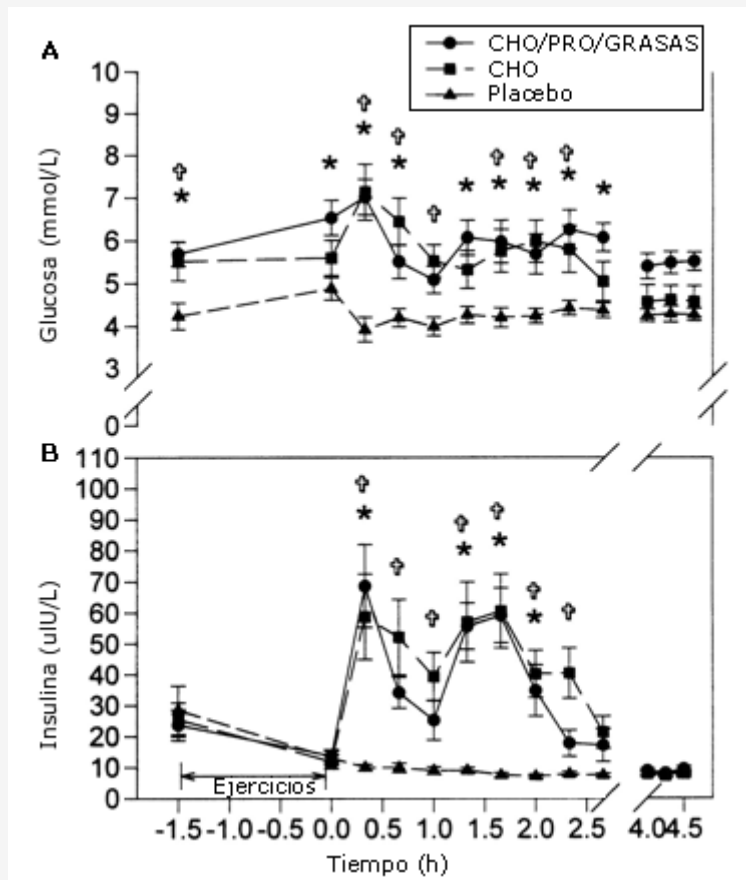 A
CHO/PRO/GRASAS
CHO
Placebo
10
9
8
7
6
5
4
3
0
Glucosa (mmol/L)
B
110
100
90
80
70
60
50
40
30
20
10
0
Insulina (uIU/L)
Ejercicios
-1.5 -1.0 -0.5 0.0 0.5 1.0 1.5 2.0 2.5 4.0 4.5
Tiempo (h)